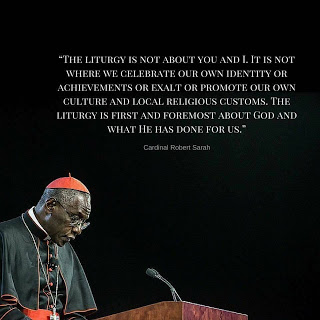 “The liturgy is not about you and I. It is not
where we celebrate our own identity or
achievements or exalt or promote our own
culture and local religious customs. The
liturgy is first and foremost about God and
what He has done for us.”
Cardinal Robert Sarah